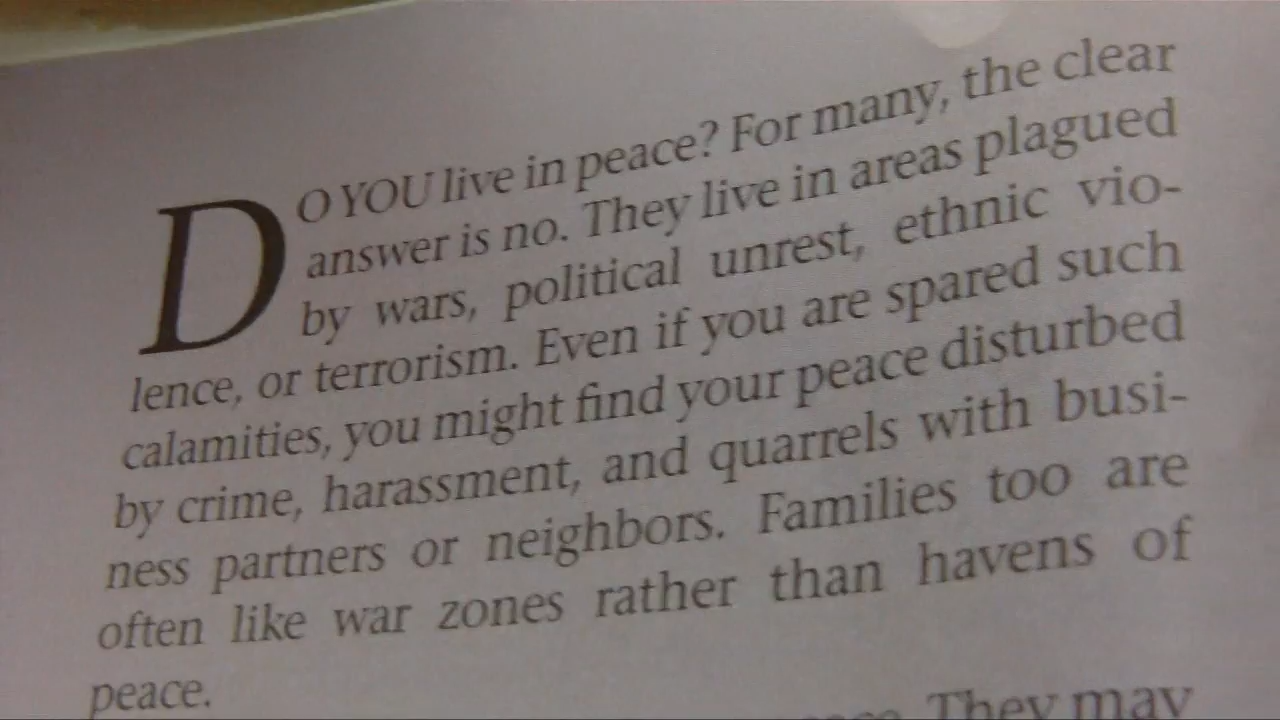 DO YOU live in peace? For many, the clear
answer is no. They live in areas plagued
by wars, political unrest, ethnic vio-
lence, or terrorism. Even if you are spared such
calamities, you might find your peace disturbed
by crime, harassment, and quarrels with busi-
ness partners or neighbors. Families too are
often like war zones rather than havens of
peace.
They may